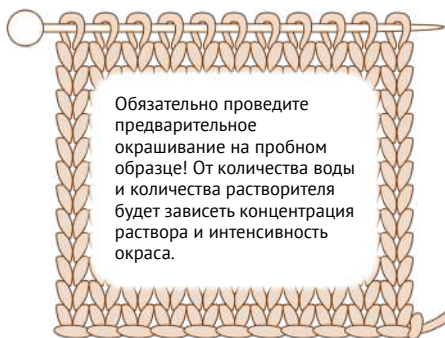 Обязательно проведите
предварительное
окрашивание на пробном
образце! От количества воды
и количества растворителя
будет зависеть концентрация
раствора и интенсивность
окраса.